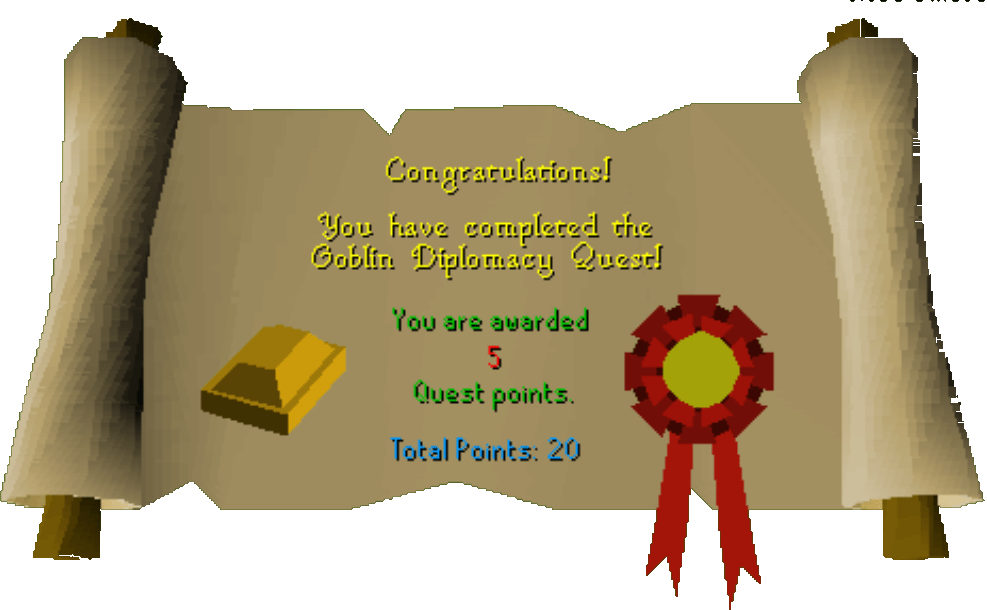 Congratulations!
You have completed the
Goblin Diplomacy Quest!
You are awarded
5
Quest points.
Total Points: 20